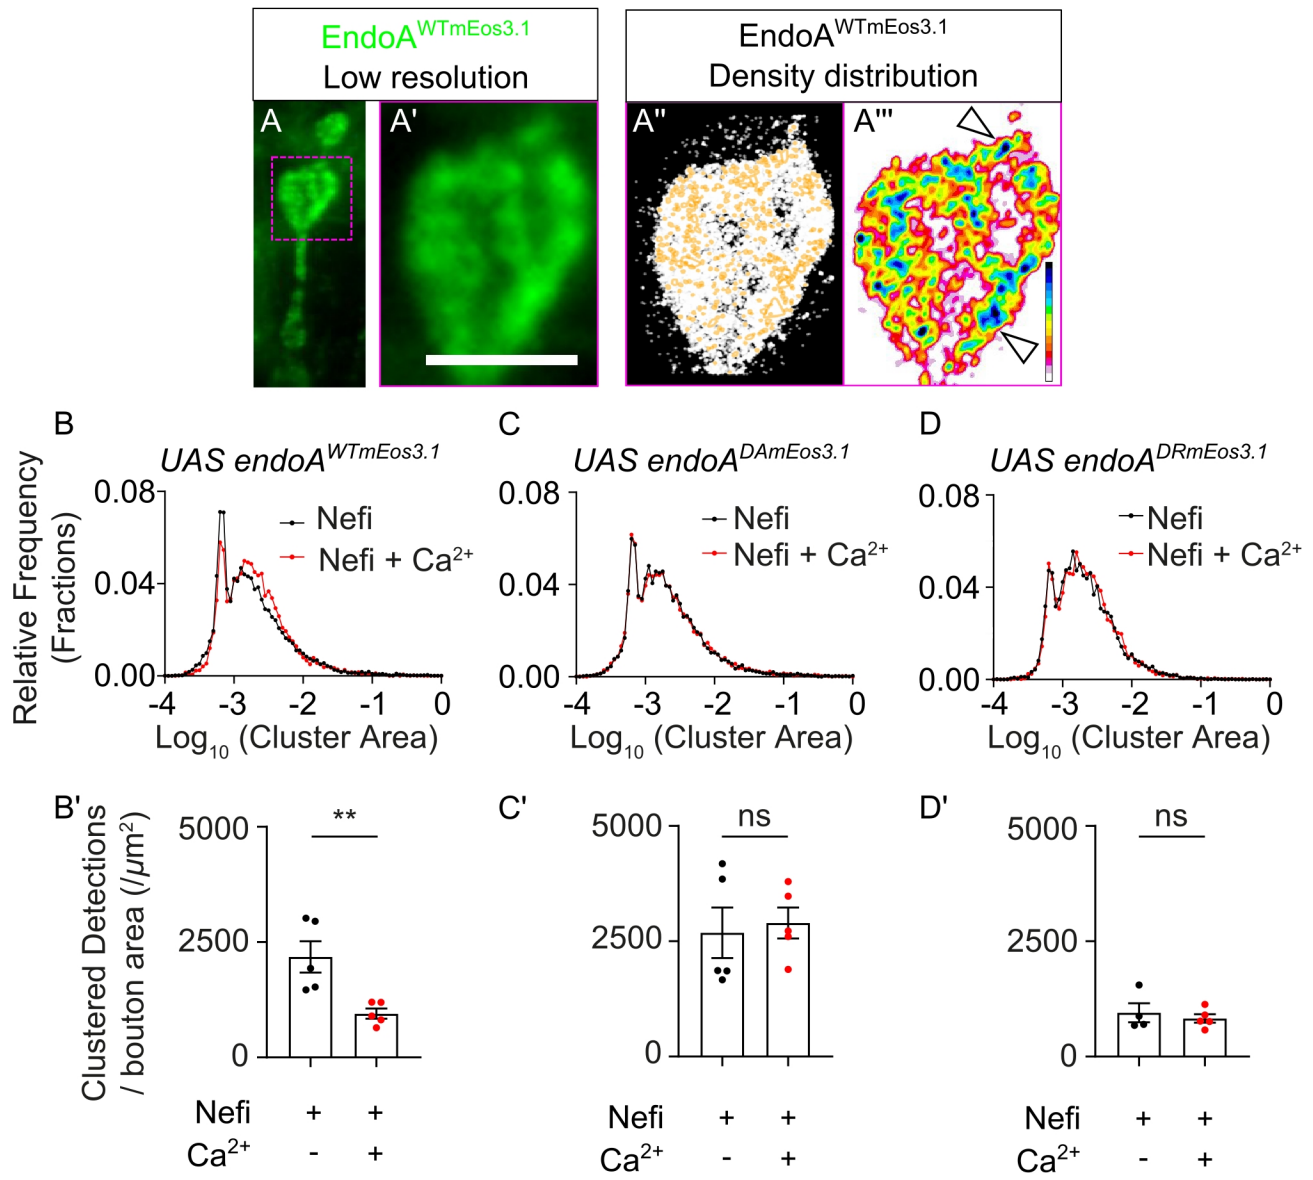 EndoA^WTmEos3.1
Low resolution
EndoA^WTmEos3.1
Density distribution
A
A'
A''
A'''
B
UAS endoA^WTmEos3.1
Relative Frequency
(Fractions)
0.08
0.04
0.00
Nefi
Nefi + Ca²⁺
-4 -3 -2 -1 0
Log₁₀ (Cluster Area)
C
UAS endoA^DAmEos3.1
0.08
0.04
0.00
Nefi
Nefi + Ca²⁺
-4 -3 -2 -1 0
Log₁₀ (Cluster Area)
D
UAS endoA^DRmEos3.1
0.08
0.04
0.00
Nefi
Nefi + Ca²⁺
-4 -3 -2 -1 0
Log₁₀ (Cluster Area)
B'
Clustered Detections
/ bouton area (/µm²)
5000
2500
0
**
Nefi + +
Ca²⁺ - +
C'
5000
2500
0
ns
Nefi + +
Ca²⁺ - +
D'
5000
2500
0
ns
Nefi + +
Ca²⁺ - +